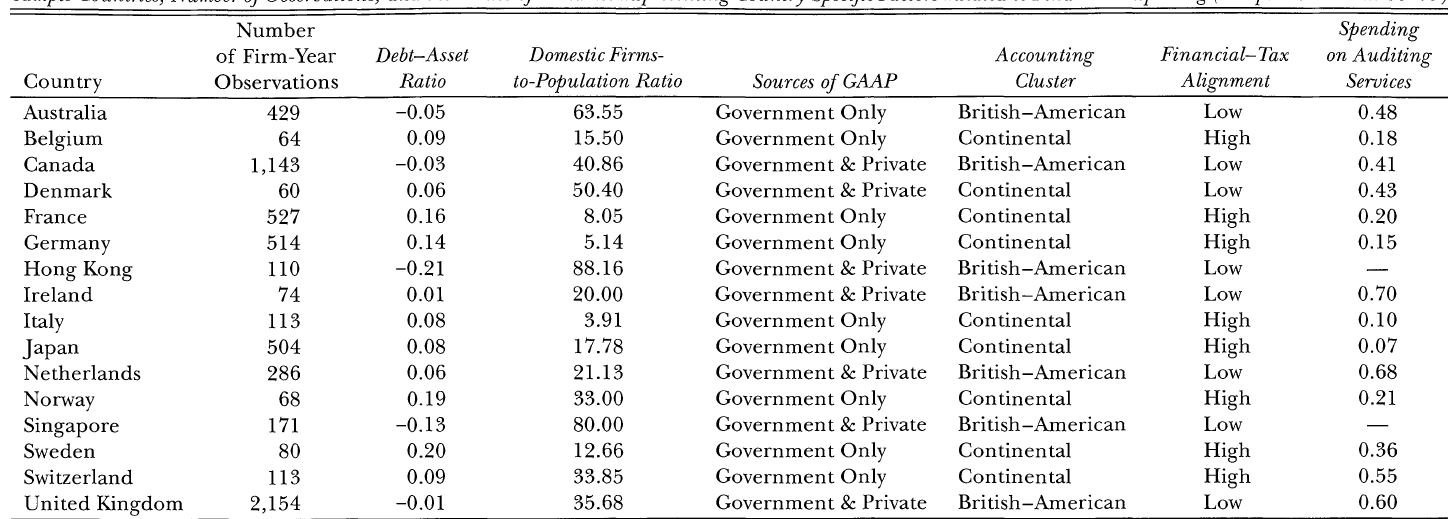 Number
of Firm-Year Debt–Asset Domestic Firms- Accounting Financial–Tax Spending on Auditing
Country Observations Ratio to-Population Ratio Sources of GAAP Cluster Alignment Services
Australia 429 –0.05 63.55 Government Only British–American Low 0.48
Belgium 64 0.09 15.50 Government Only Continental High 0.18
Canada 1,143 –0.03 40.86 Government & Private British–American Low 0.41
Denmark 60 0.06 50.40 Government & Private Continental Low 0.43
France 527 0.16 8.05 Government Only Continental High 0.20
Germany 514 0.14 5.14 Government Only Continental High 0.15
Hong Kong 110 –0.21 88.16 Government & Private British–American Low —
Ireland 74 0.01 20.00 Government & Private British–American Low 0.70
Italy 113 0.08 3.91 Government Only Continental High 0.10
Japan 504 0.08 17.78 Government Only Continental High 0.07
Netherlands 286 0.06 21.13 Government & Private British–American Low 0.68
Norway 68 0.19 33.00 Government Only Continental High 0.21
Singapore 171 –0.13 80.00 Government & Private British–American Low —
Sweden 80 0.20 12.66 Government Only Continental High 0.36
Switzerland 113 0.09 33.85 Government Only Continental High 0.55
United Kingdom 2,154 –0.01 35.68 Government & Private British–American Low 0.60